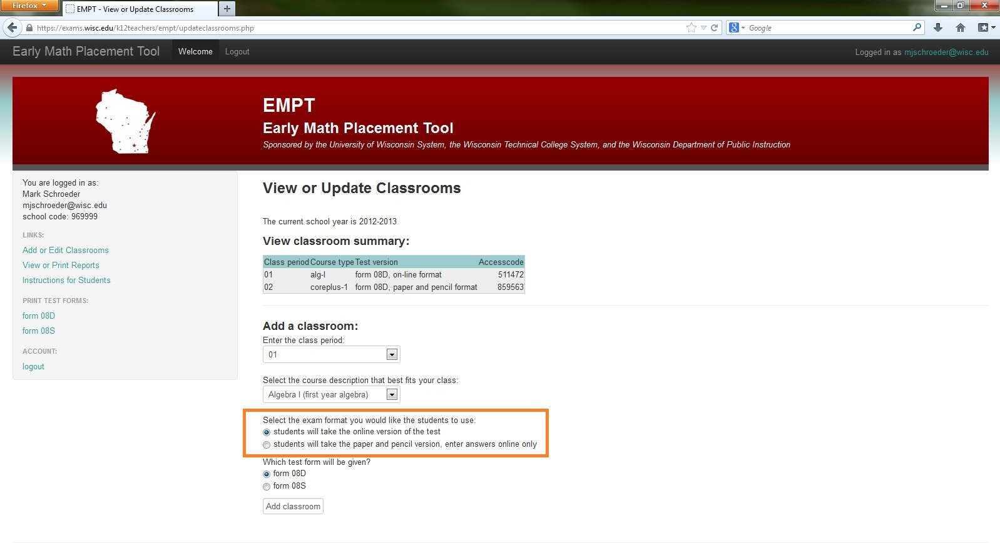 Firefox
EMPT - View or Update Classrooms
https://exams.wisc.edu/k12teachers/empt/updateclassrooms.php
Google
Early Math Placement Tool
Welcome
Logout
Logged in as mjschroeder@wisc.edu
EMPT
Early Math Placement Tool
Sponsored by the University of Wisconsin System, the Wisconsin Technical College System, and the Wisconsin Department of Public Instruction
You are logged in as:
Mark Schroeder
mjschroeder@wisc.edu
school code: 969999
LINKS:
Add or Edit Classrooms
View or Print Reports
Instructions for Students
PRINT TEST FORMS:
form 08D
form 08S
ACCOUNT:
logout
View or Update Classrooms
The current school year is 2012-2013
View classroom summary:
Class period Course type Test version Accesscode
01 alg-I form 08D, on-line format 511472
02 coreplus-1 form 08D, paper and pencil format 859563
Add a classroom:
Enter the class period:
01
Select the course description that best fits your class:
Algebra I (first year algebra)
Select the exam format you would like the students to use:
students will take the online version of the test
students will take the paper and pencil version, enter answers online only
Which test form will be given?
form 08D
form 08S
Add classroom